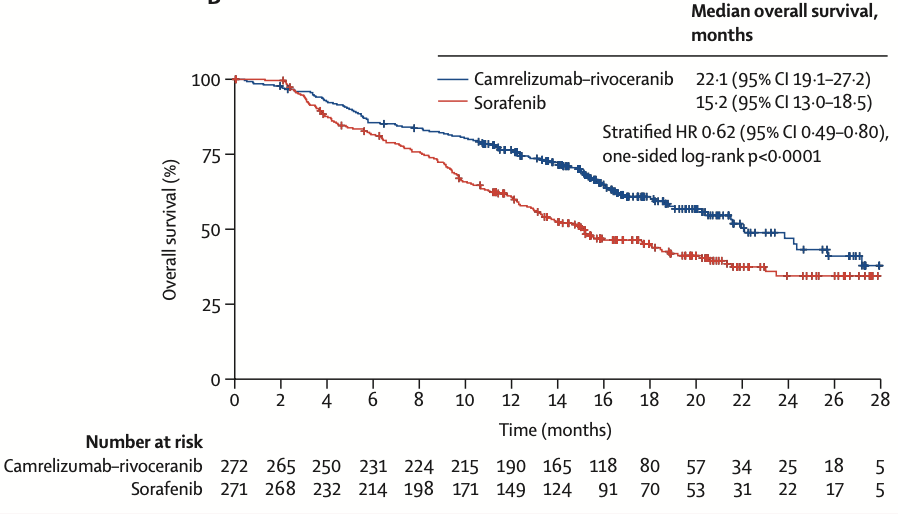 Median overall survival,
months
Camrelizumab–rivoceranib 22·1 (95% CI 19·1–27·2)
Sorafenib 15·2 (95% CI 13·0–18·5)
Stratified HR 0·62 (95% CI 0·49–0·80),
one-sided log-rank p<0·0001
Overall survival (%)
100
75
50
25
0
0 2 4 6 8 10 12 14 16 18 20 22 24 26 28
Time (months)
Number at risk
Camrelizumab–rivoceranib 272 265 250 231 224 215 190 165 118 80 57 34 25 18 5
Sorafenib 271 268 232 214 198 171 149 124 91 70 53 31 22 17 5